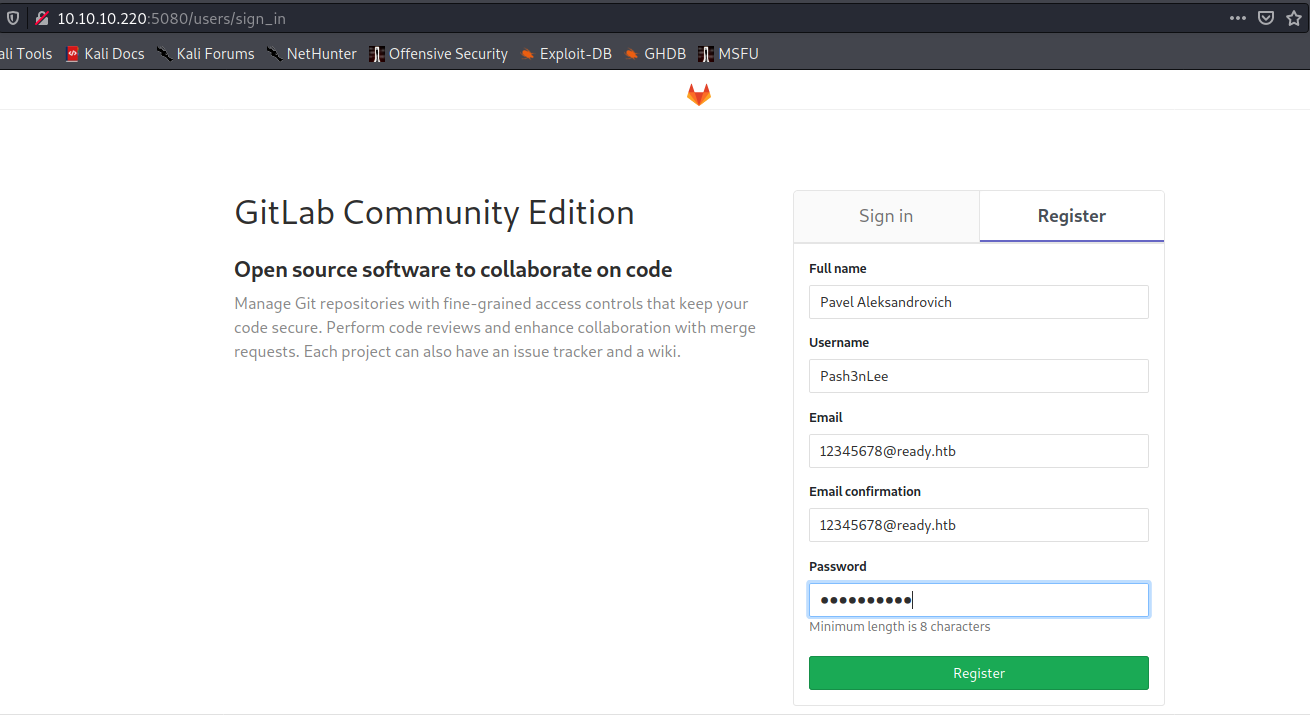 10.10.10.220:5080/users/sign_in
ali Tools Kali Docs Kali Forums NetHunter Offensive Security Exploit-DB GHDB MSFU
GitLab Community Edition
Open source software to collaborate on code
Manage Git repositories with fine-grained access controls that keep your
code secure. Perform code reviews and enhance collaboration with merge
requests. Each project can also have an issue tracker and a wiki.
Sign in Register
Full name
Pavel Aleksandrovich
Username
Pash3nLee
Email
12345678@ready.htb
Email confirmation
12345678@ready.htb
Password
●●●●●●●●●●
Minimum length is 8 characters
Register